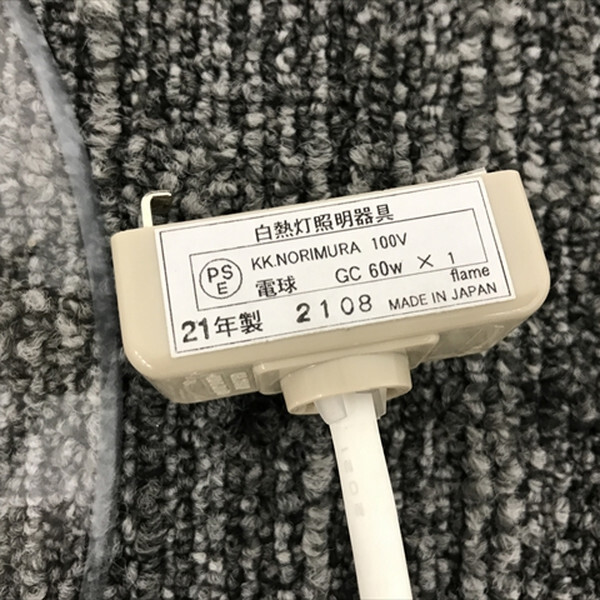 白熱灯照明器具
PS
E
KK.NORIMURA 100V
電球 GC 60w × 1
flame
21年製 2108 MADE IN JAPAN